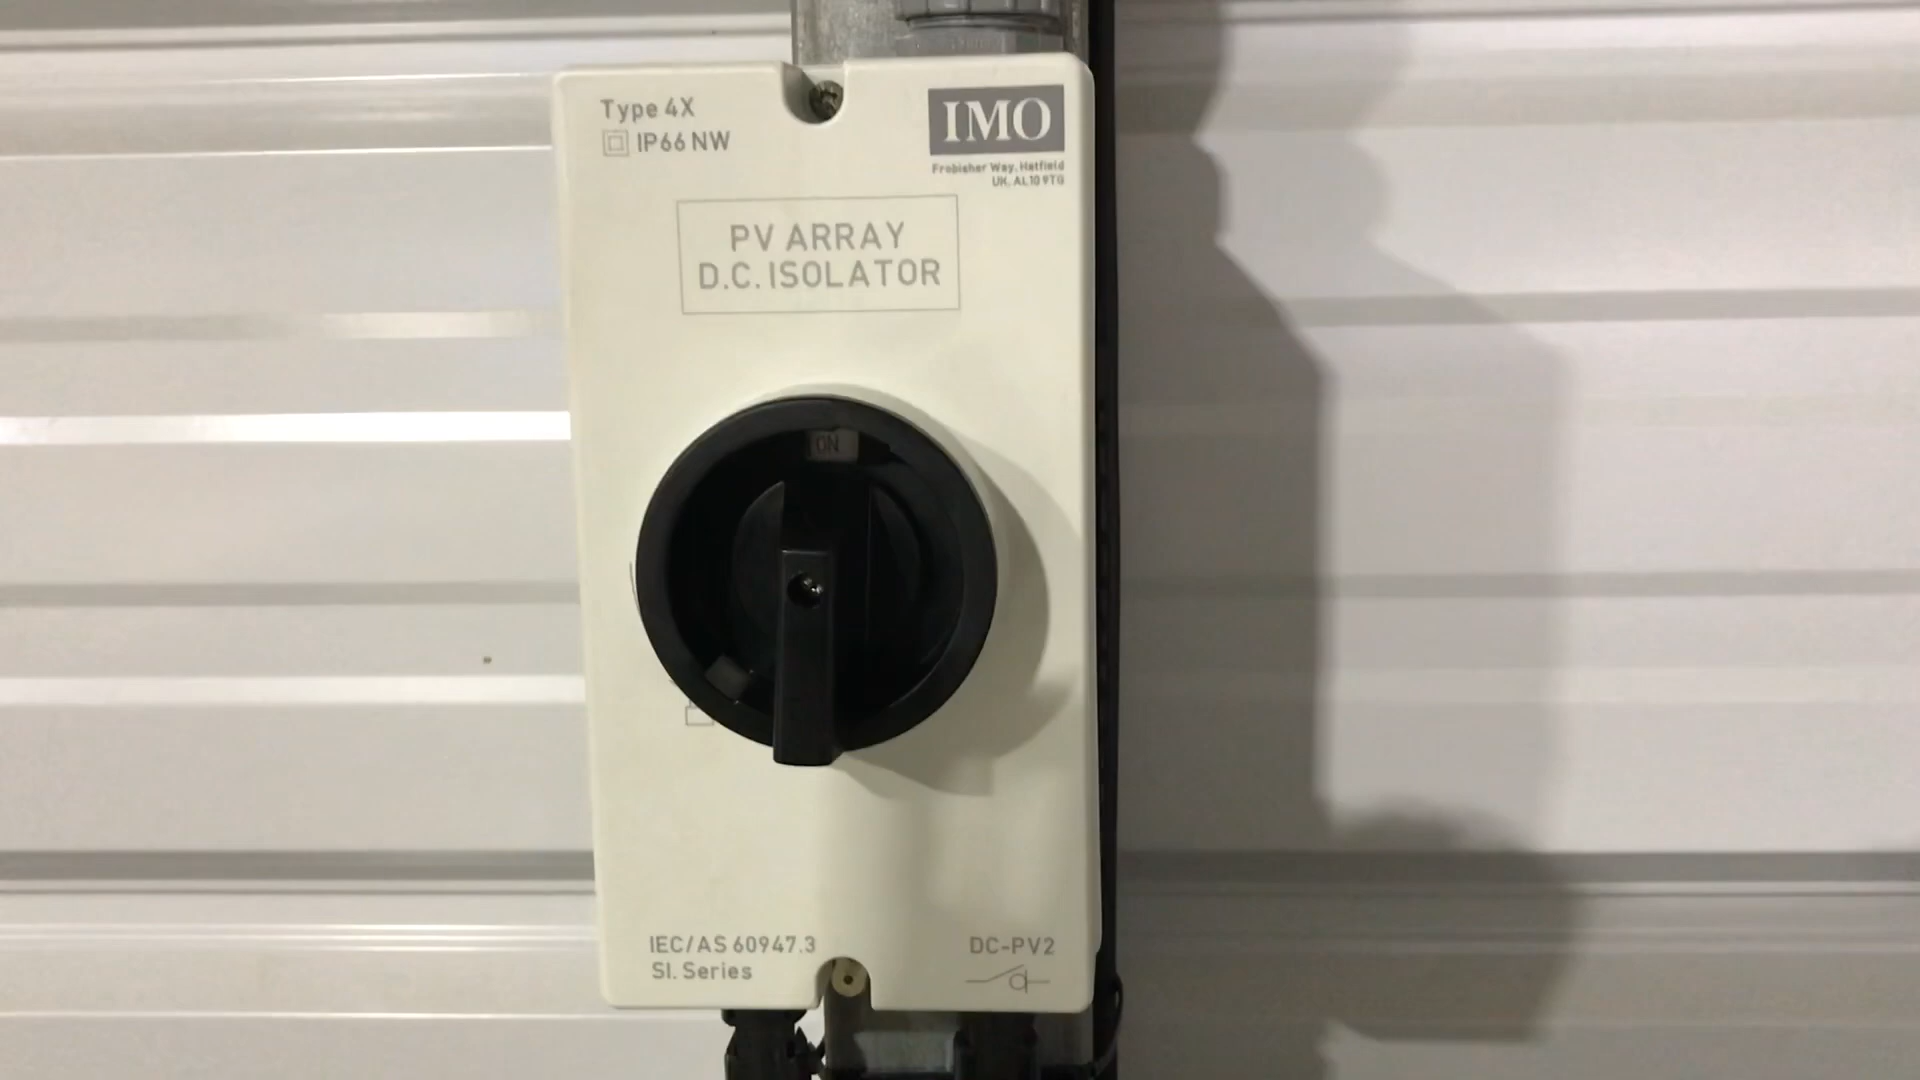 Type 4X
IP66 NW
IMO
Frobisher Way, Hatfield
UK, AL10 9TG
PV ARRAY
D.C. ISOLATOR
ON
IEC/AS 60947.3
SI. Series
DC-PV2